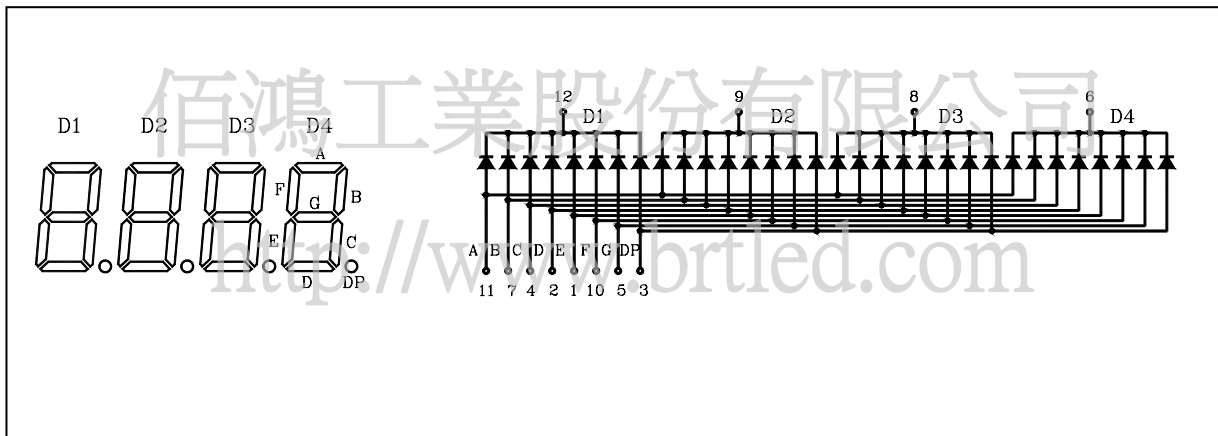 佰鴻工業股份有限公司
12 9 8 6
D1 D2 D3 D4
D1 D2 D3 D4
A
F B
G
E C
D DP
http://www.brtled.com
A B C D E F G DP
11 7 4 2 1 10 5 3